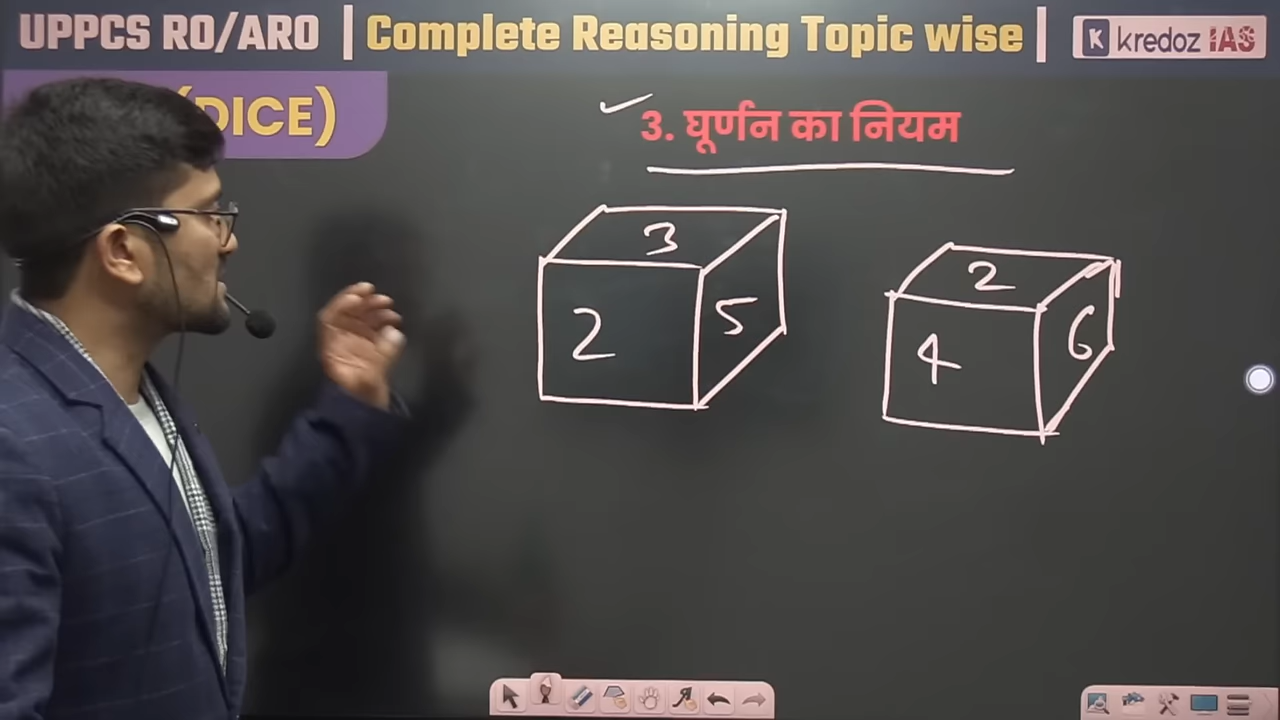 UPPCS RO/ARO | Complete Reasoning Topic wise |
K kredoz IAS
(DICE)
3. घूर्णन का नियम
3
2
5
2
4
6